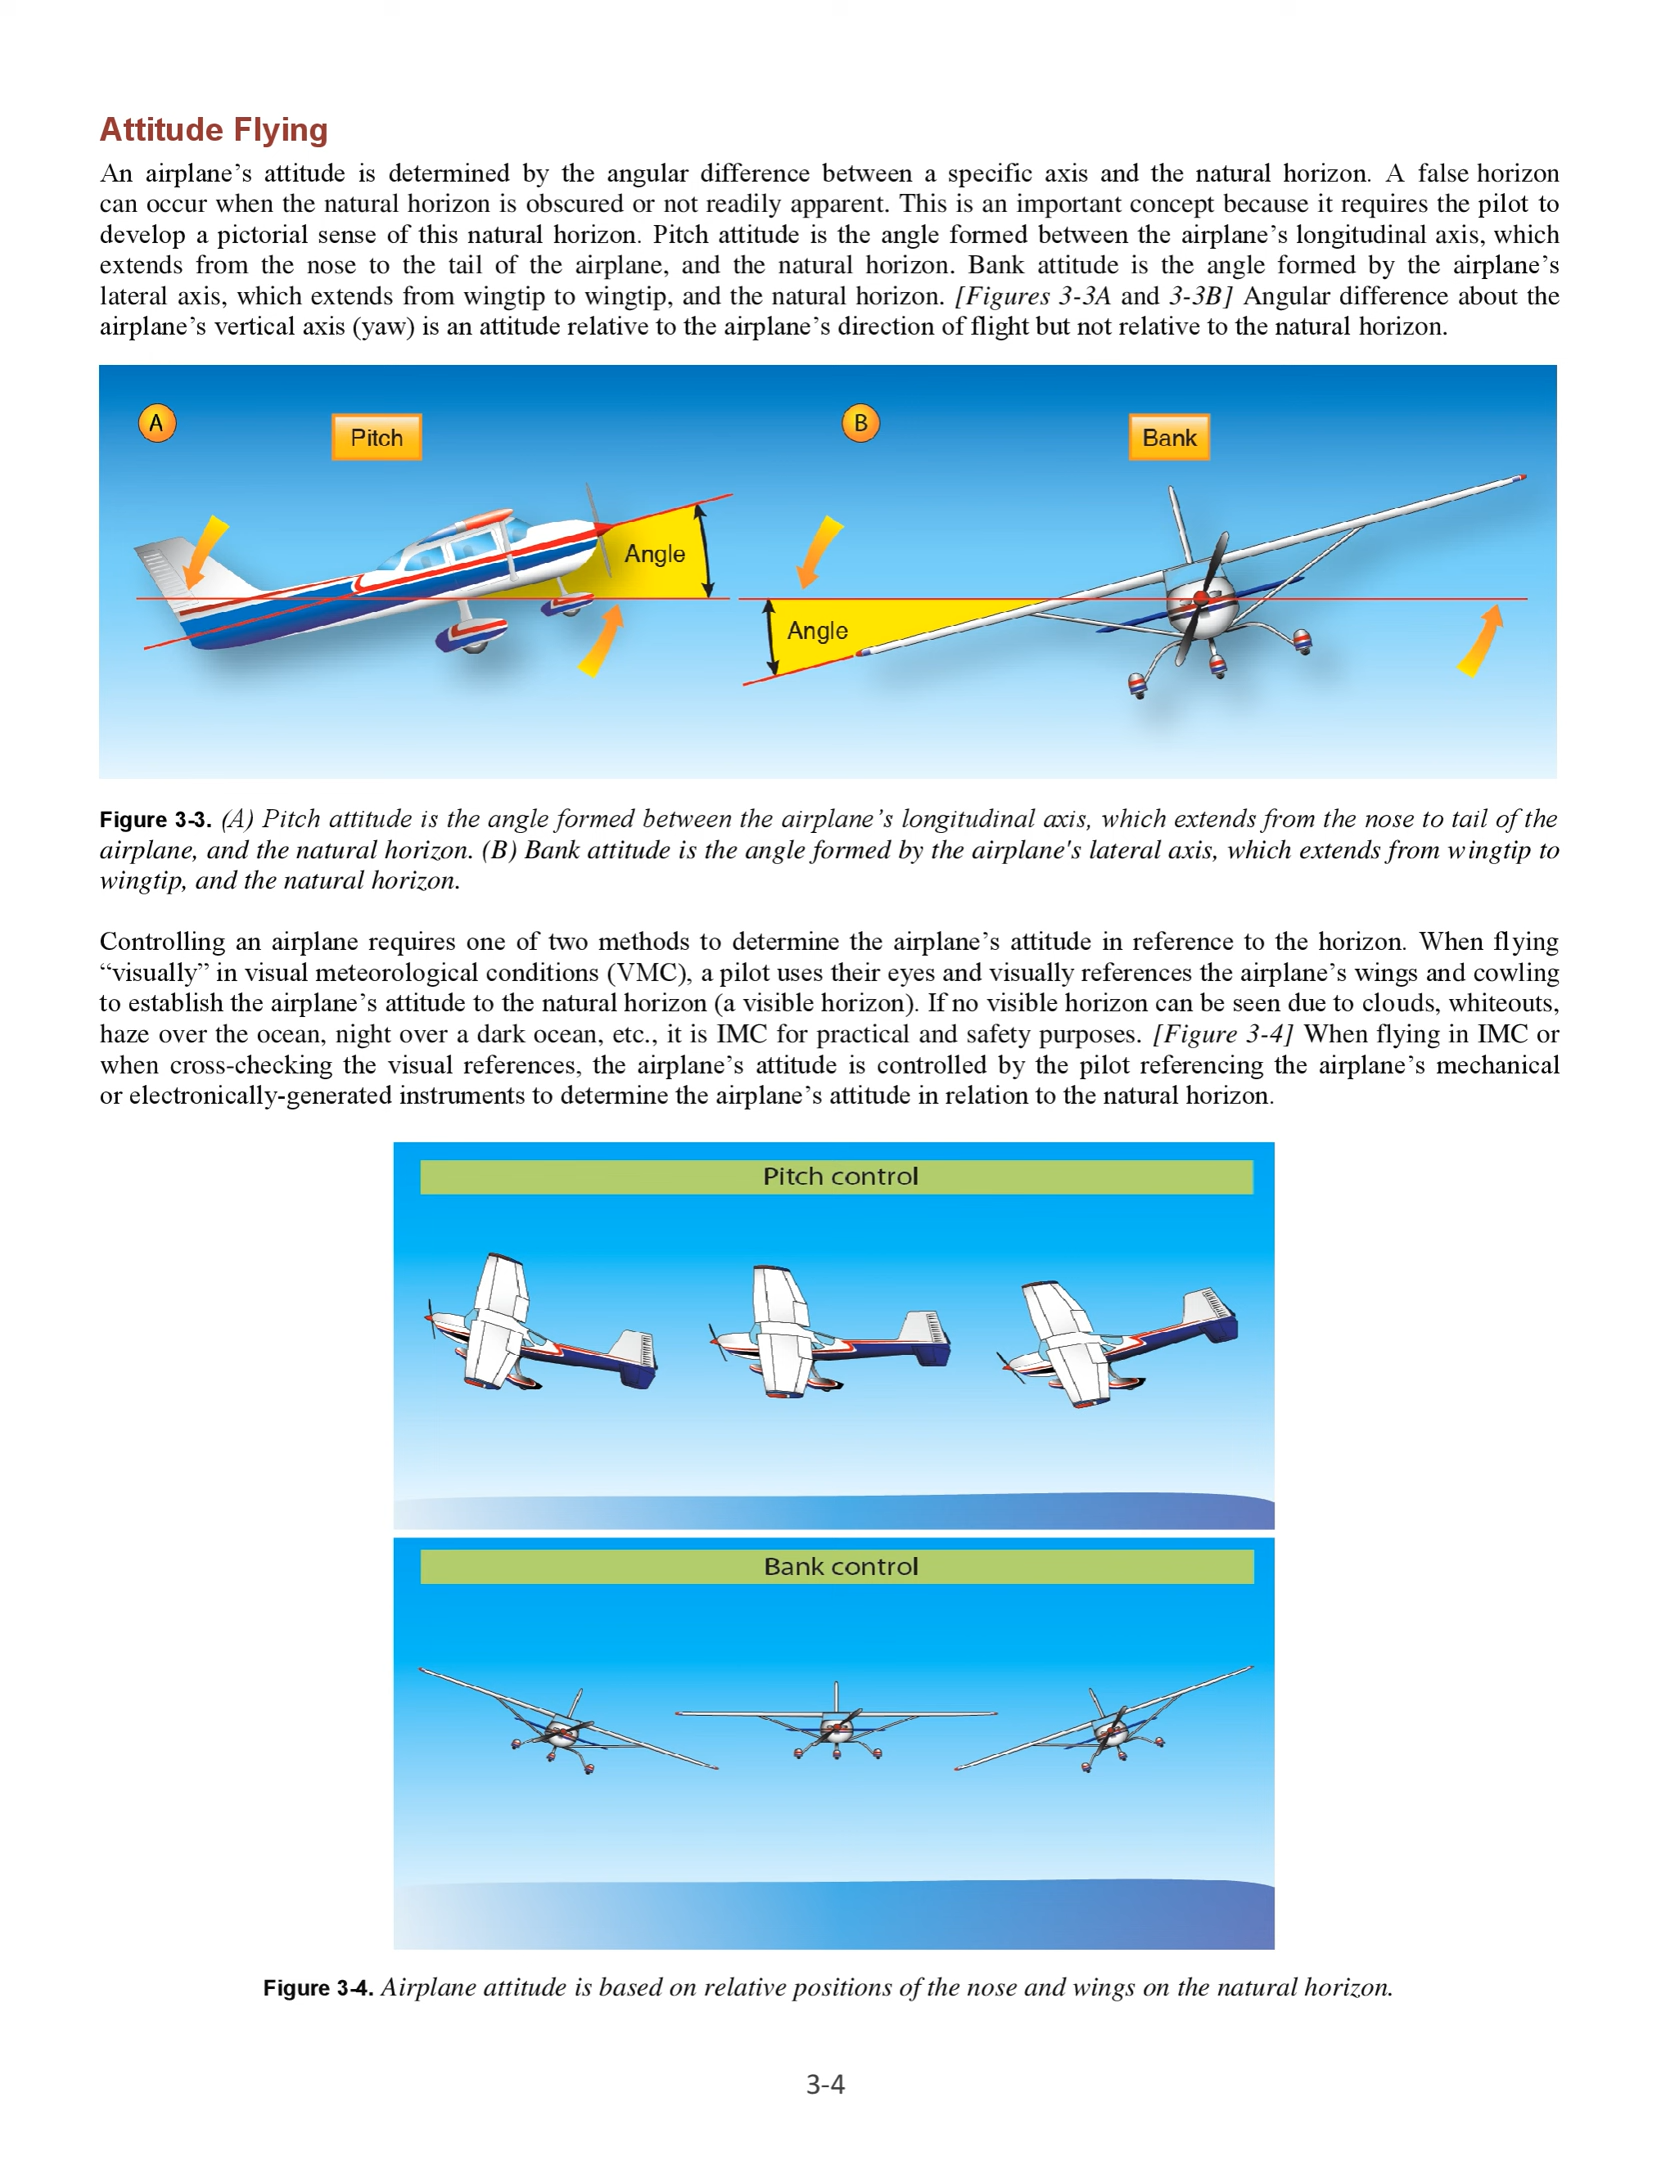 Attitude Flying
An airplane’s attitude is determined by the angular difference between a specific axis and the natural horizon. A false horizon
can occur when the natural horizon is obscured or not readily apparent. This is an important concept because it requires the pilot to
develop a pictorial sense of this natural horizon. Pitch attitude is the angle formed between the airplane’s longitudinal axis, which
extends from the nose to the tail of the airplane, and the natural horizon. Bank attitude is the angle formed by the airplane’s
lateral axis, which extends from wingtip to wingtip, and the natural horizon. [Figures 3-3A and 3-3B] Angular difference about the
airplane’s vertical axis (yaw) is an attitude relative to the airplane’s direction of flight but not relative to the natural horizon.
A
Pitch
Angle
B
Bank
Angle
Figure 3-3. (A) Pitch attitude is the angle formed between the airplane’s longitudinal axis, which extends from the nose to tail of the
airplane, and the natural horizon. (B) Bank attitude is the angle formed by the airplane's lateral axis, which extends from wingtip to
wingtip, and the natural horizon.
Controlling an airplane requires one of two methods to determine the airplane’s attitude in reference to the horizon. When flying
“visually” in visual meteorological conditions (VMC), a pilot uses their eyes and visually references the airplane’s wings and cowling
to establish the airplane’s attitude to the natural horizon (a visible horizon). If no visible horizon can be seen due to clouds, whiteouts,
haze over the ocean, night over a dark ocean, etc., it is IMC for practical and safety purposes. [Figure 3-4] When flying in IMC or
when cross-checking the visual references, the airplane’s attitude is controlled by the pilot referencing the airplane’s mechanical
or electronically-generated instruments to determine the airplane’s attitude in relation to the natural horizon.
Pitch control
Bank control
Figure 3-4. Airplane attitude is based on relative positions of the nose and wings on the natural horizon.
3-4